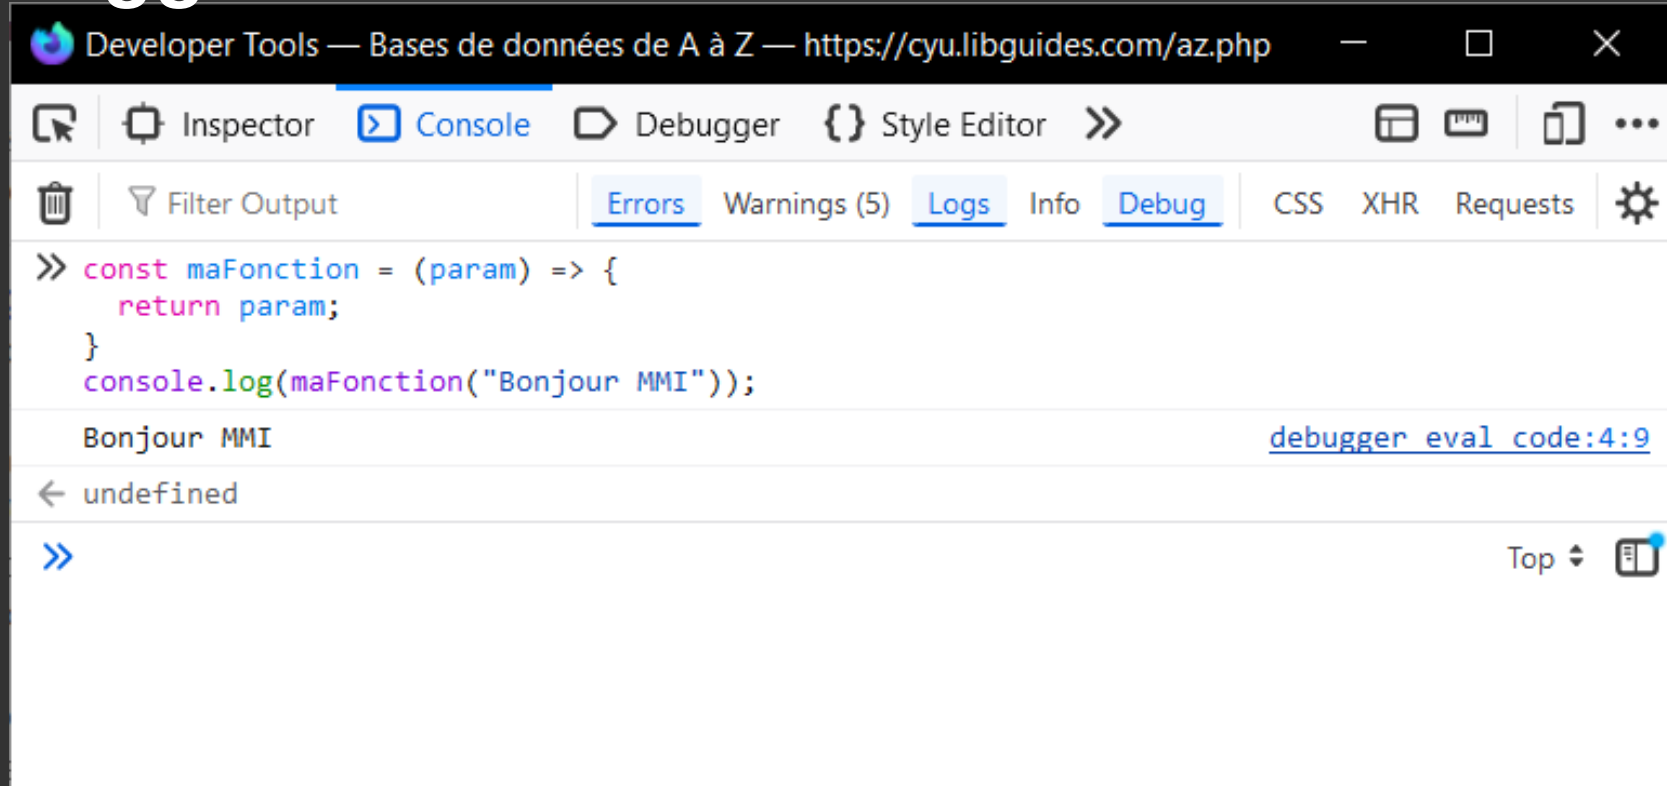 Developer Tools — Bases de données de A à Z — https://cyu.libguides.com/az.php
Inspector Console Debugger {} Style Editor
Filter Output Errors Warnings (5) Logs Info Debug CSS XHR Requests
const maFonction = (param) => {
return param;
}
console.log(maFonction("Bonjour MMI"));
Bonjour MMI debugger eval code:4:9
undefined
Top